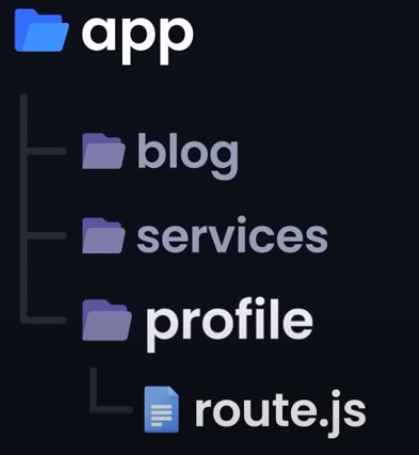 app
blog
services
profile
route.js